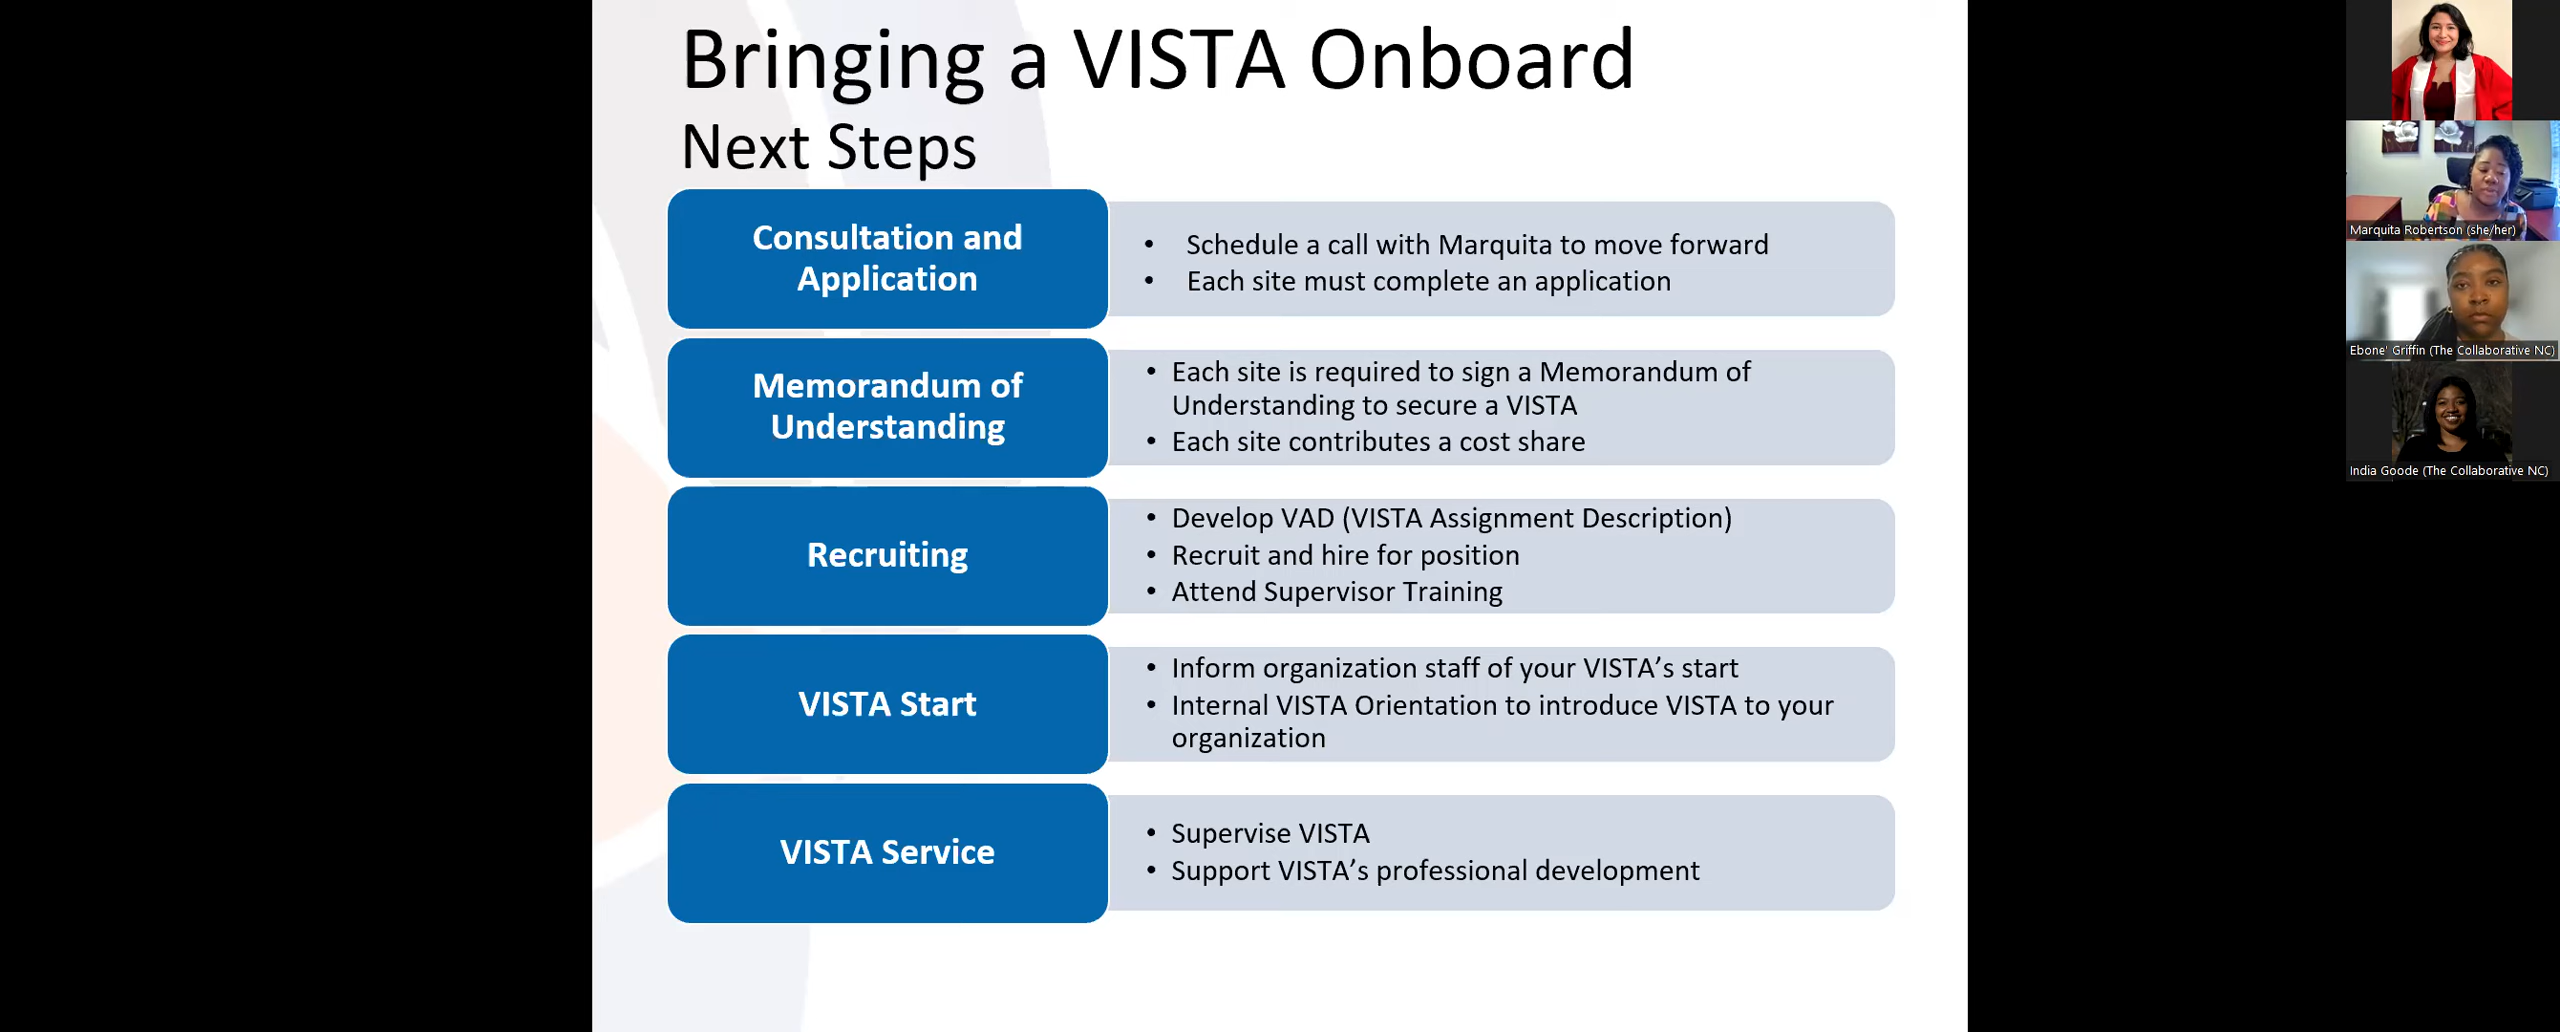 Bringing a VISTA Onboard
Next Steps
Consultation and
Application
• Schedule a call with Marquita to move forward
• Each site must complete an application
Memorandum of
Understanding
• Each site is required to sign a Memorandum of
Understanding to secure a VISTA
• Each site contributes a cost share
Recruiting
• Develop VAD (VISTA Assignment Description)
• Recruit and hire for position
• Attend Supervisor Training
VISTA Start
• Inform organization staff of your VISTA’s start
• Internal VISTA Orientation to introduce VISTA to your
organization
VISTA Service
• Supervise VISTA
• Support VISTA’s professional development
Marquita Robertson (she/her)
Ebone' Griffin (The Collaborative NC)
India Goode (The Collaborative NC)